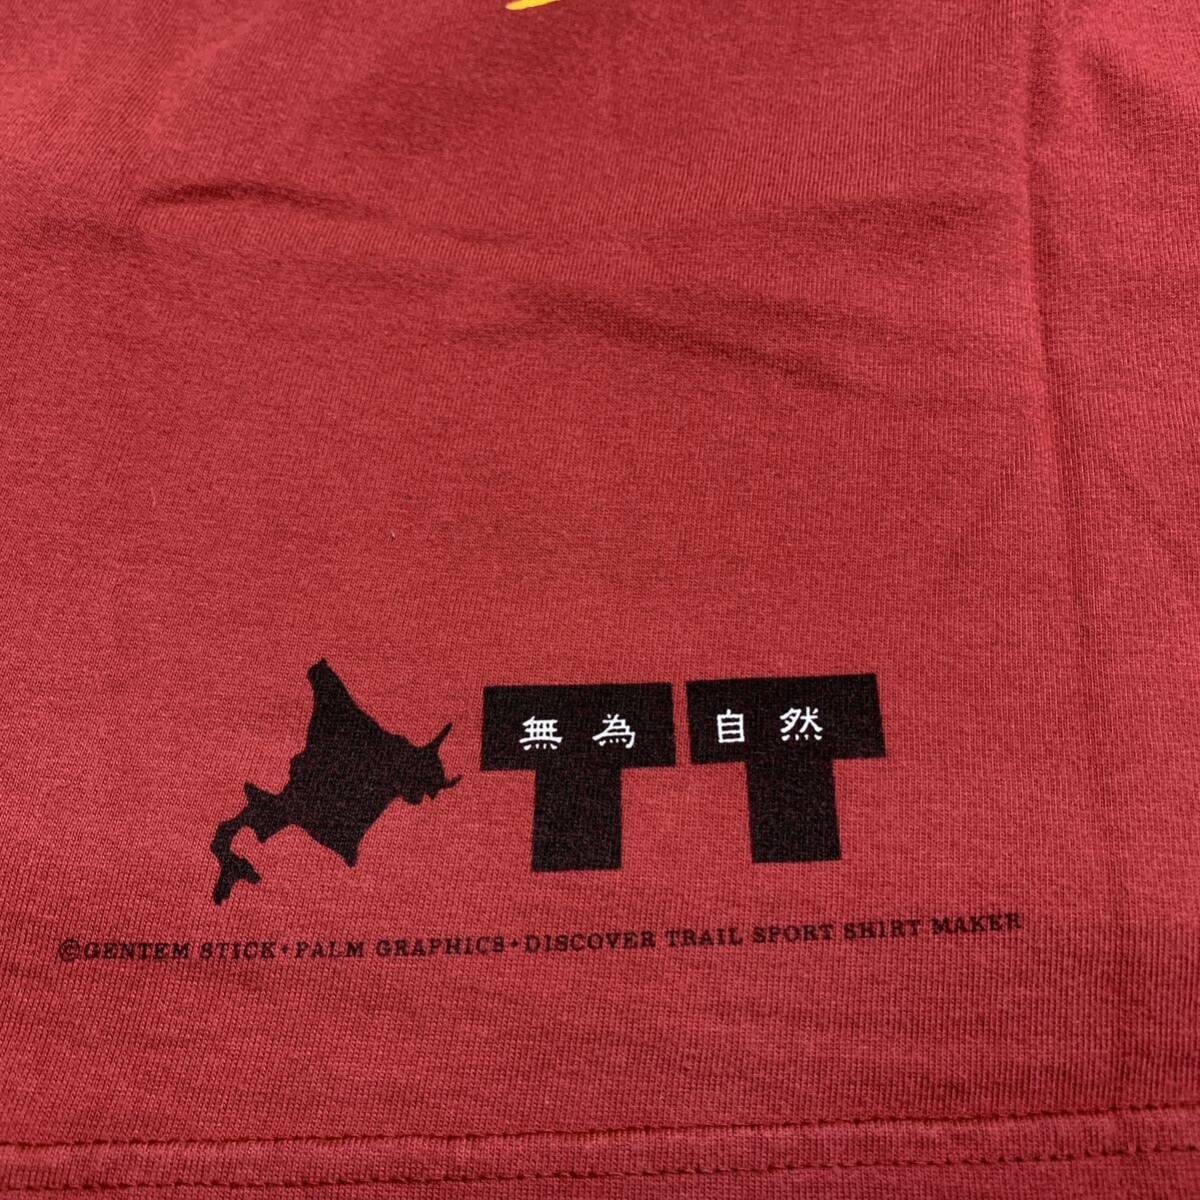 無為 自然
©GENTEM STICK・PALM GRAPHICS・DISCOVER TRAIL SPORT SHIRT MAKER